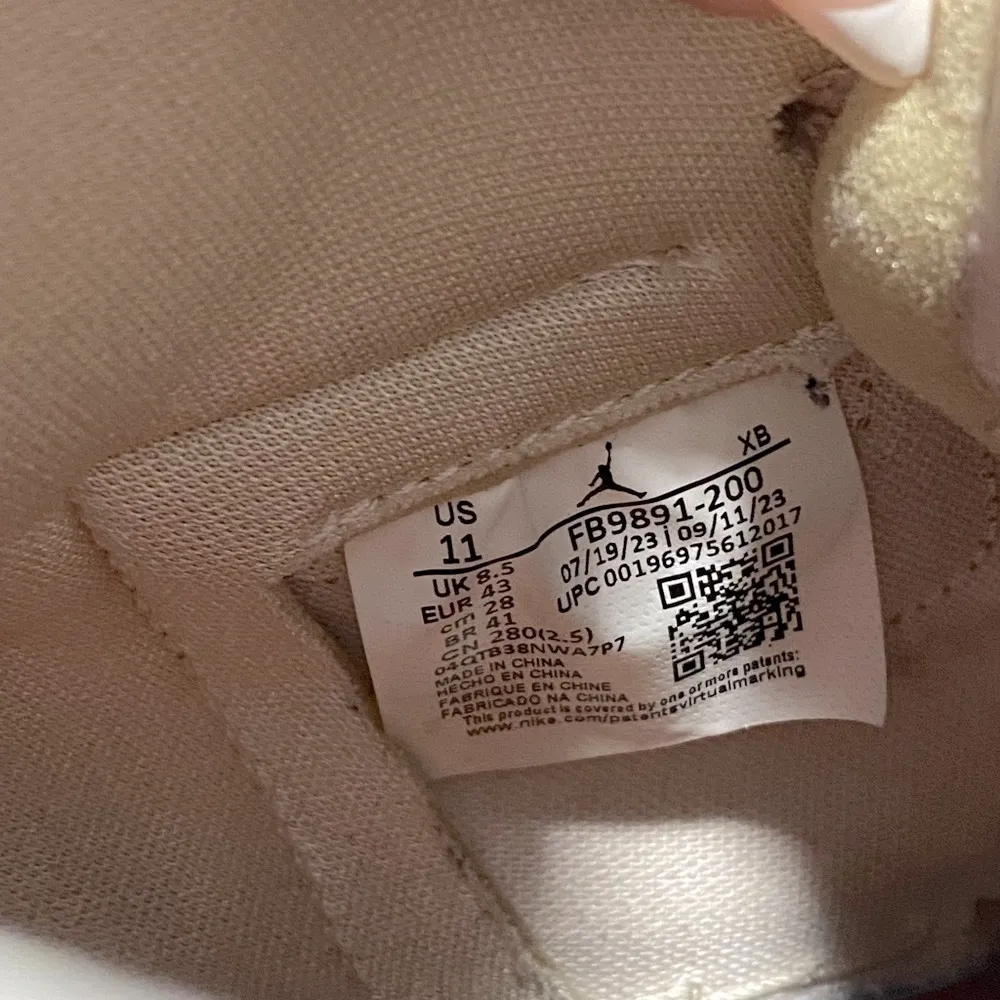 US
11
XB
FB9891-200
07/19/23 | 09/11/23
UPC 00196975612017
UK 8.5
EUR 43
cm 28
BR 41
CN 280(2.5)
04QTB38NWA7P7
MADE IN CHINA
HECHO EN CHINA
FABRIQUE EN CHINE
FABRICADO NA CHINA
This product is covered by one or more patents:
www.nike.com/patentsvirtualmarking